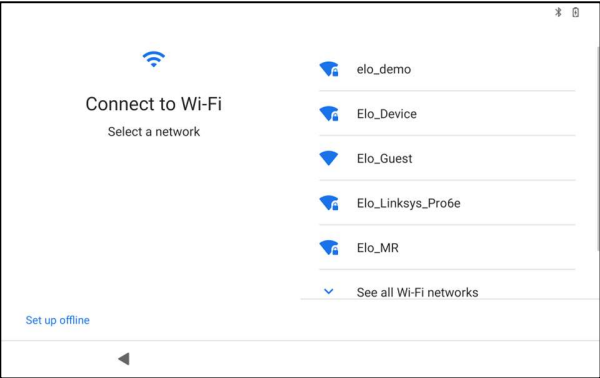 Connect to Wi-Fi
Select a network
elo_demo
Elo_Device
Elo_Guest
Elo_Linksys_Pro6e
Elo_MR
See all Wi-Fi networks
Set up offline